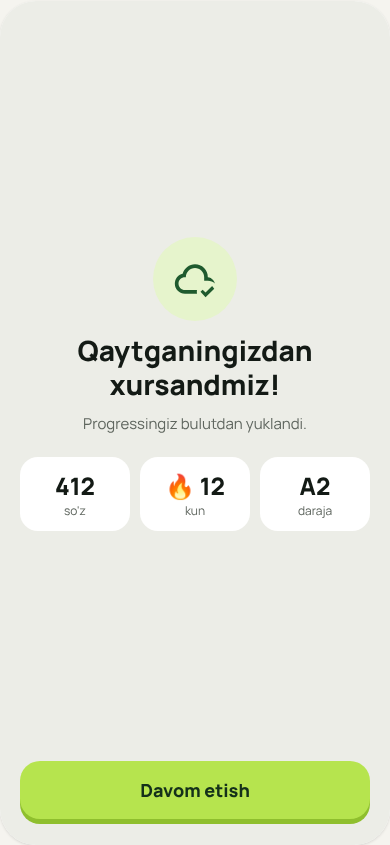 Qaytganingizdan
xursandmiz!
Progressingiz bulutdan yuklandi.
412
so'z
🔥 12
kun
A2
daraja
Davom etish